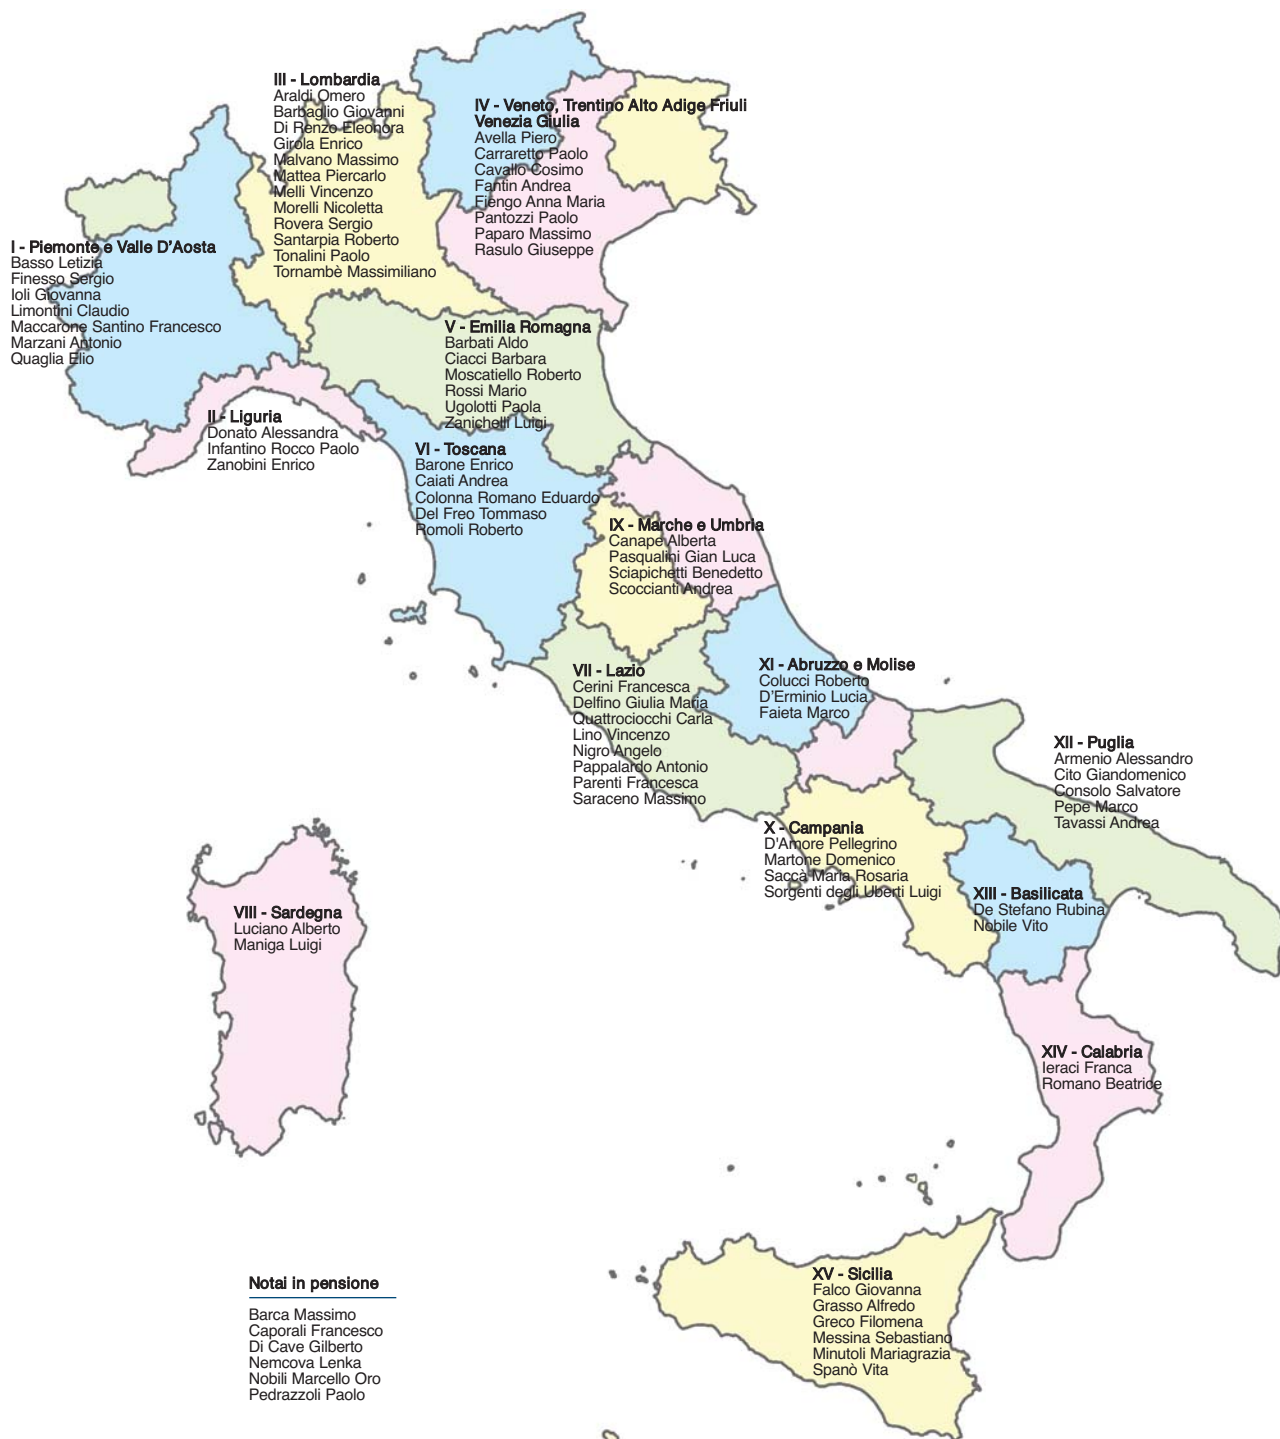 III - Lombardia
Araldi Omero
Barbaglio Giovanni
Di Renzo Eleonora
Girola Enrico
Malvano Massimo
Mattea Piercarlo
Melli Vincenzo
Morelli Nicoletta
Rovera Sergio
Santarpia Roberto
Tonalini Paolo
Tornambè Massimiliano
IV - Veneto, Trentino Alto Adige Friuli
Venezia Giulia
Avella Piero
Carraretto Paolo
Cavallo Cosimo
Fantin Andrea
Fiengo Anna Maria
Pantozzi Paolo
Paparo Massimo
Rasulo Giuseppe
I - Piemonte e Valle D'Aosta
Basso Letizia
Finesso Sergio
Ioli Giovanna
Limontini Claudio
Maccarone Santino Francesco
Marzani Antonio
Quaglia Elio
V - Emilia Romagna
Barbati Aldo
Ciacci Barbara
Moscatiello Roberto
Rossi Mario
Ugolotti Paola
Zanichelli Luigi
II - Liguria
Donato Alessandra
Infantino Rocco Paolo
Zanobini Enrico
VI - Toscana
Barone Enrico
Caiati Andrea
Colonna Romano Eduardo
Del Freo Tommaso
Romoli Roberto
IX - Marche e Umbria
Canape Alberta
Pasqualini Gian Luca
Sciapichetti Benedetto
Scoccianti Andrea
VII - Lazio
Cerini Francesca
Delfino Giulia Maria
Quattrociocchi Carla
Lino Vincenzo
Nigro Angelo
Pappalardo Antonio
Parenti Francesca
Saraceno Massimo
XI - Abruzzo e Molise
Colucci Roberto
D'Erminio Lucia
Faieta Marco
XII - Puglia
Armenio Alessandro
Cito Giandomenico
Consolo Salvatore
Pepe Marco
Tavassi Andrea
X - Campania
D'Amore Pellegrino
Martone Domenico
Saccà Maria Rosaria
Sorgenti degli Uberti Luigi
XIII - Basilicata
De Stefano Rubina
Nobile Vito
VIII - Sardegna
Luciano Alberto
Maniga Luigi
XIV - Calabria
Ieraci Franca
Romano Beatrice
XV - Sicilia
Falco Giovanna
Grasso Alfredo
Greco Filomena
Messina Sebastiano
Minutoli Mariagrazia
Spanò Vita
Notai in pensione
Barca Massimo
Caporali Francesco
Di Cave Gilberto
Nemcova Lenka
Nobili Marcello Oro
Pedrazzoli Paolo